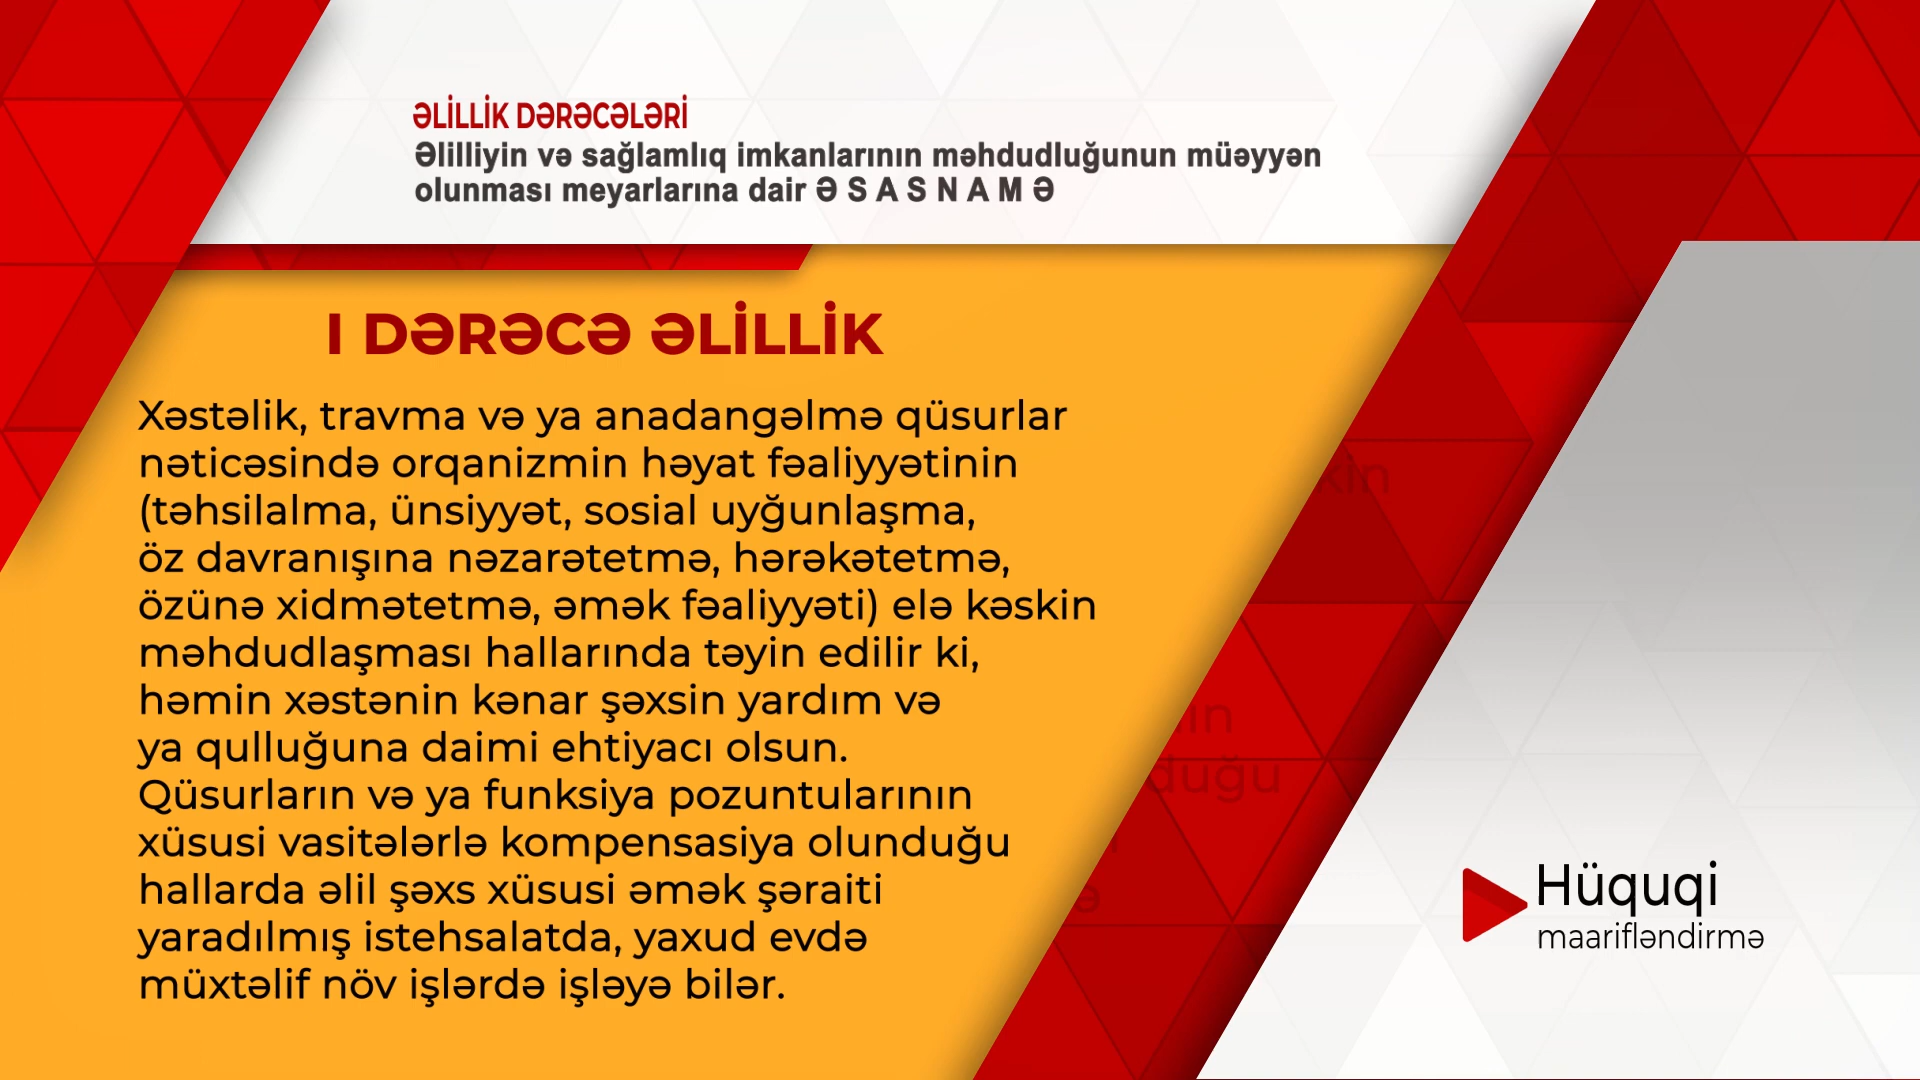 ƏLİLLİK DƏRƏCƏLƏRİ
Əlilliyin və sağlamlıq imkanlarının məhdudluğunun müəyyən
olunması meyarlarına dair Ə S A S N A M Ə
I DƏRƏCƏ ƏLİLLİK
Xəstəlik, travma və ya anadangəlmə qüsurlar
nəticəsində orqanizmin həyat fəaliyyətinin
(təhsilalma, ünsiyyət, sosial uyğunlaşma,
öz davranışına nəzarətetmə, hərəkətetmə,
özünə xidmətetmə, əmək fəaliyyəti) elə kəskin
məhdudlaşması hallarında təyin edilir ki,
həmin xəstənin kənar şəxsin yardım və
ya qulluğuna daimi ehtiyacı olsun.
Qüsurların və ya funksiya pozuntularının
xüsusi vasitələrlə kompensasiya olunduğu
hallarda əlil şəxs xüsusi əmək şəraiti
yaradılmış istehsalatda, yaxud evdə
müxtəlif növ işlərdə işləyə bilər.
Hüquqi
maarifləndirmə